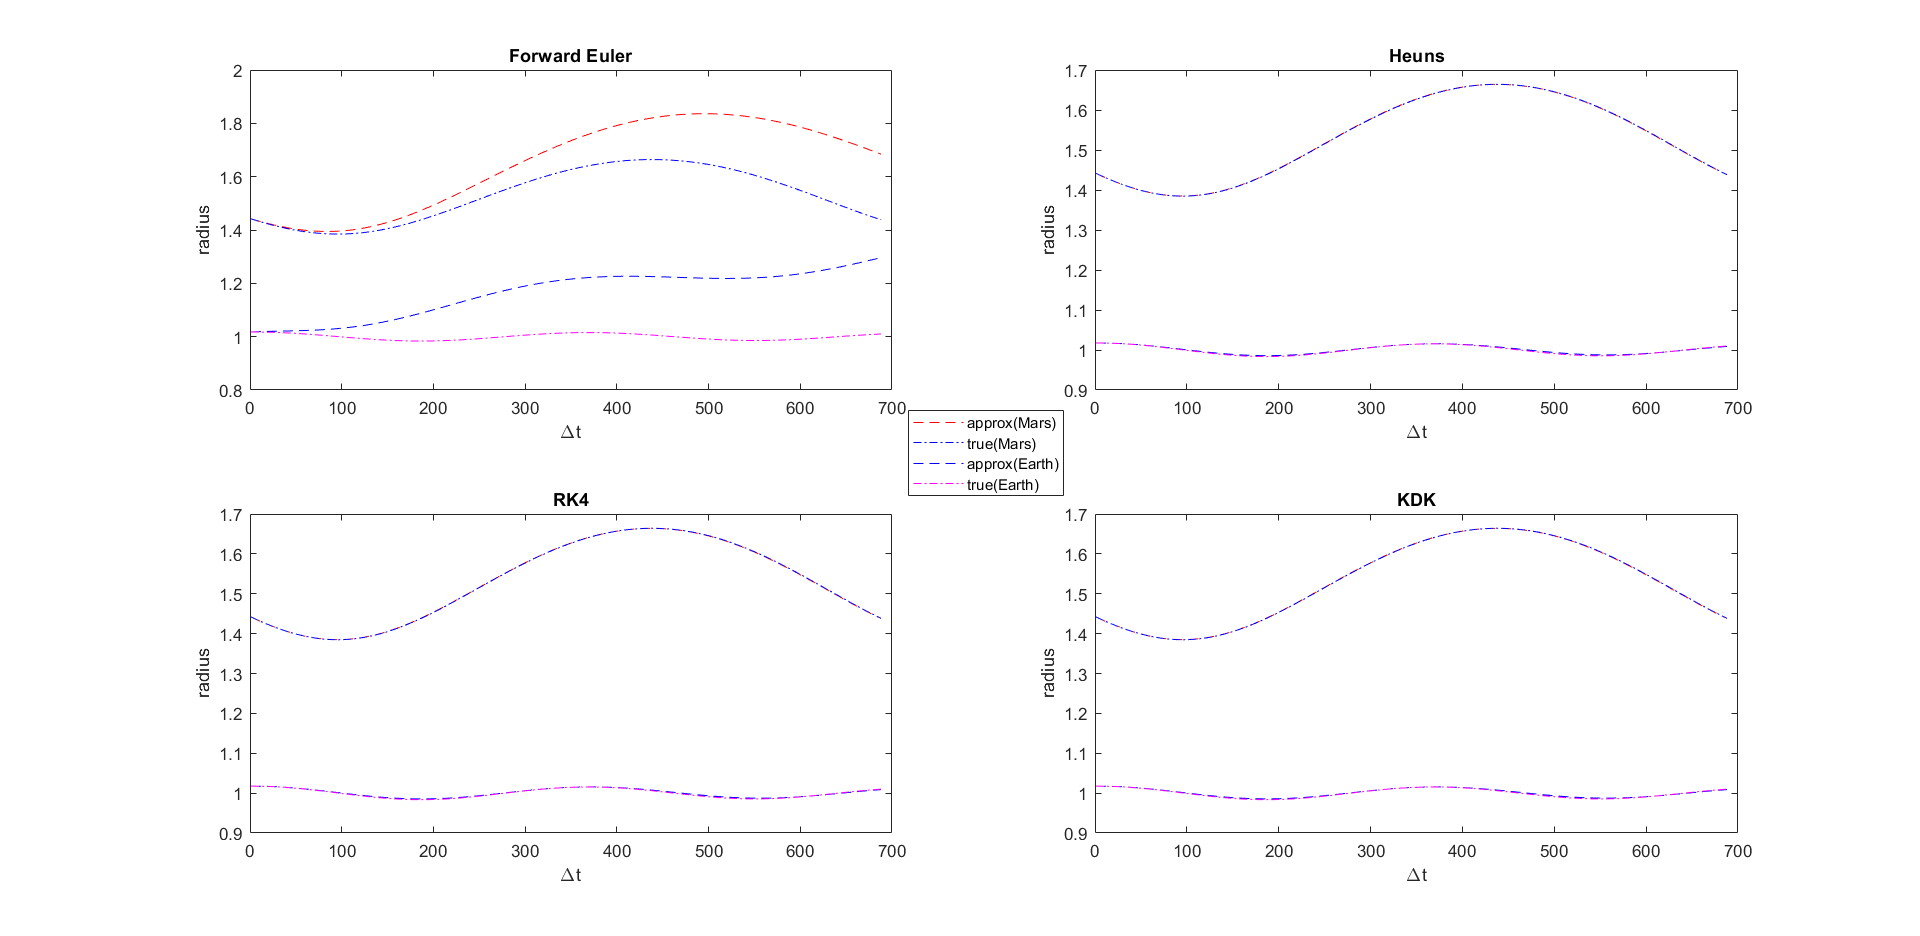 Forward Euler
2
1.8
1.6
1.4
1.2
1
0.8
radius
0 100 200 300 400 500 600 700
Δt
Heuns
1.7
1.6
1.5
1.4
1.3
1.2
1.1
1
0.9
radius
0 100 200 300 400 500 600 700
Δt
approx(Mars)
true(Mars)
approx(Earth)
true(Earth)
RK4
1.7
1.6
1.5
1.4
1.3
1.2
1.1
1
0.9
radius
0 100 200 300 400 500 600 700
Δt
KDK
1.7
1.6
1.5
1.4
1.3
1.2
1.1
1
0.9
radius
0 100 200 300 400 500 600 700
Δt